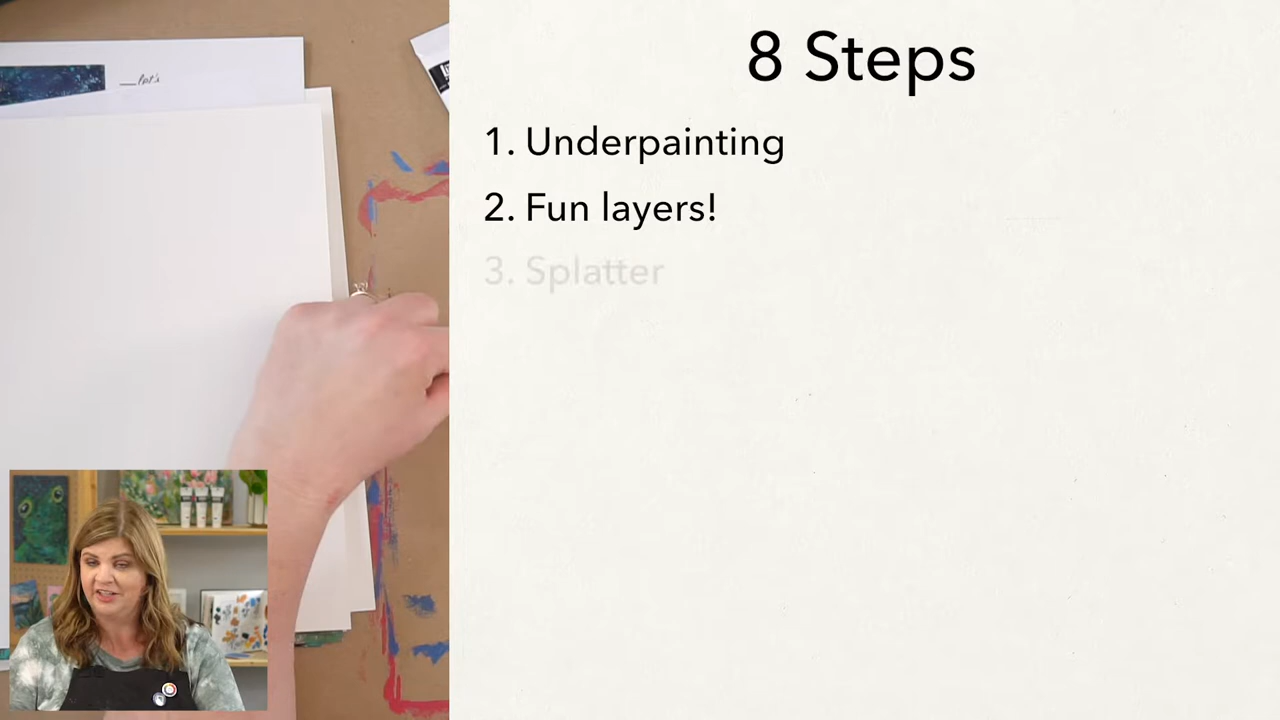 8 Steps
1. Underpainting
2. Fun layers!
3. Splatter